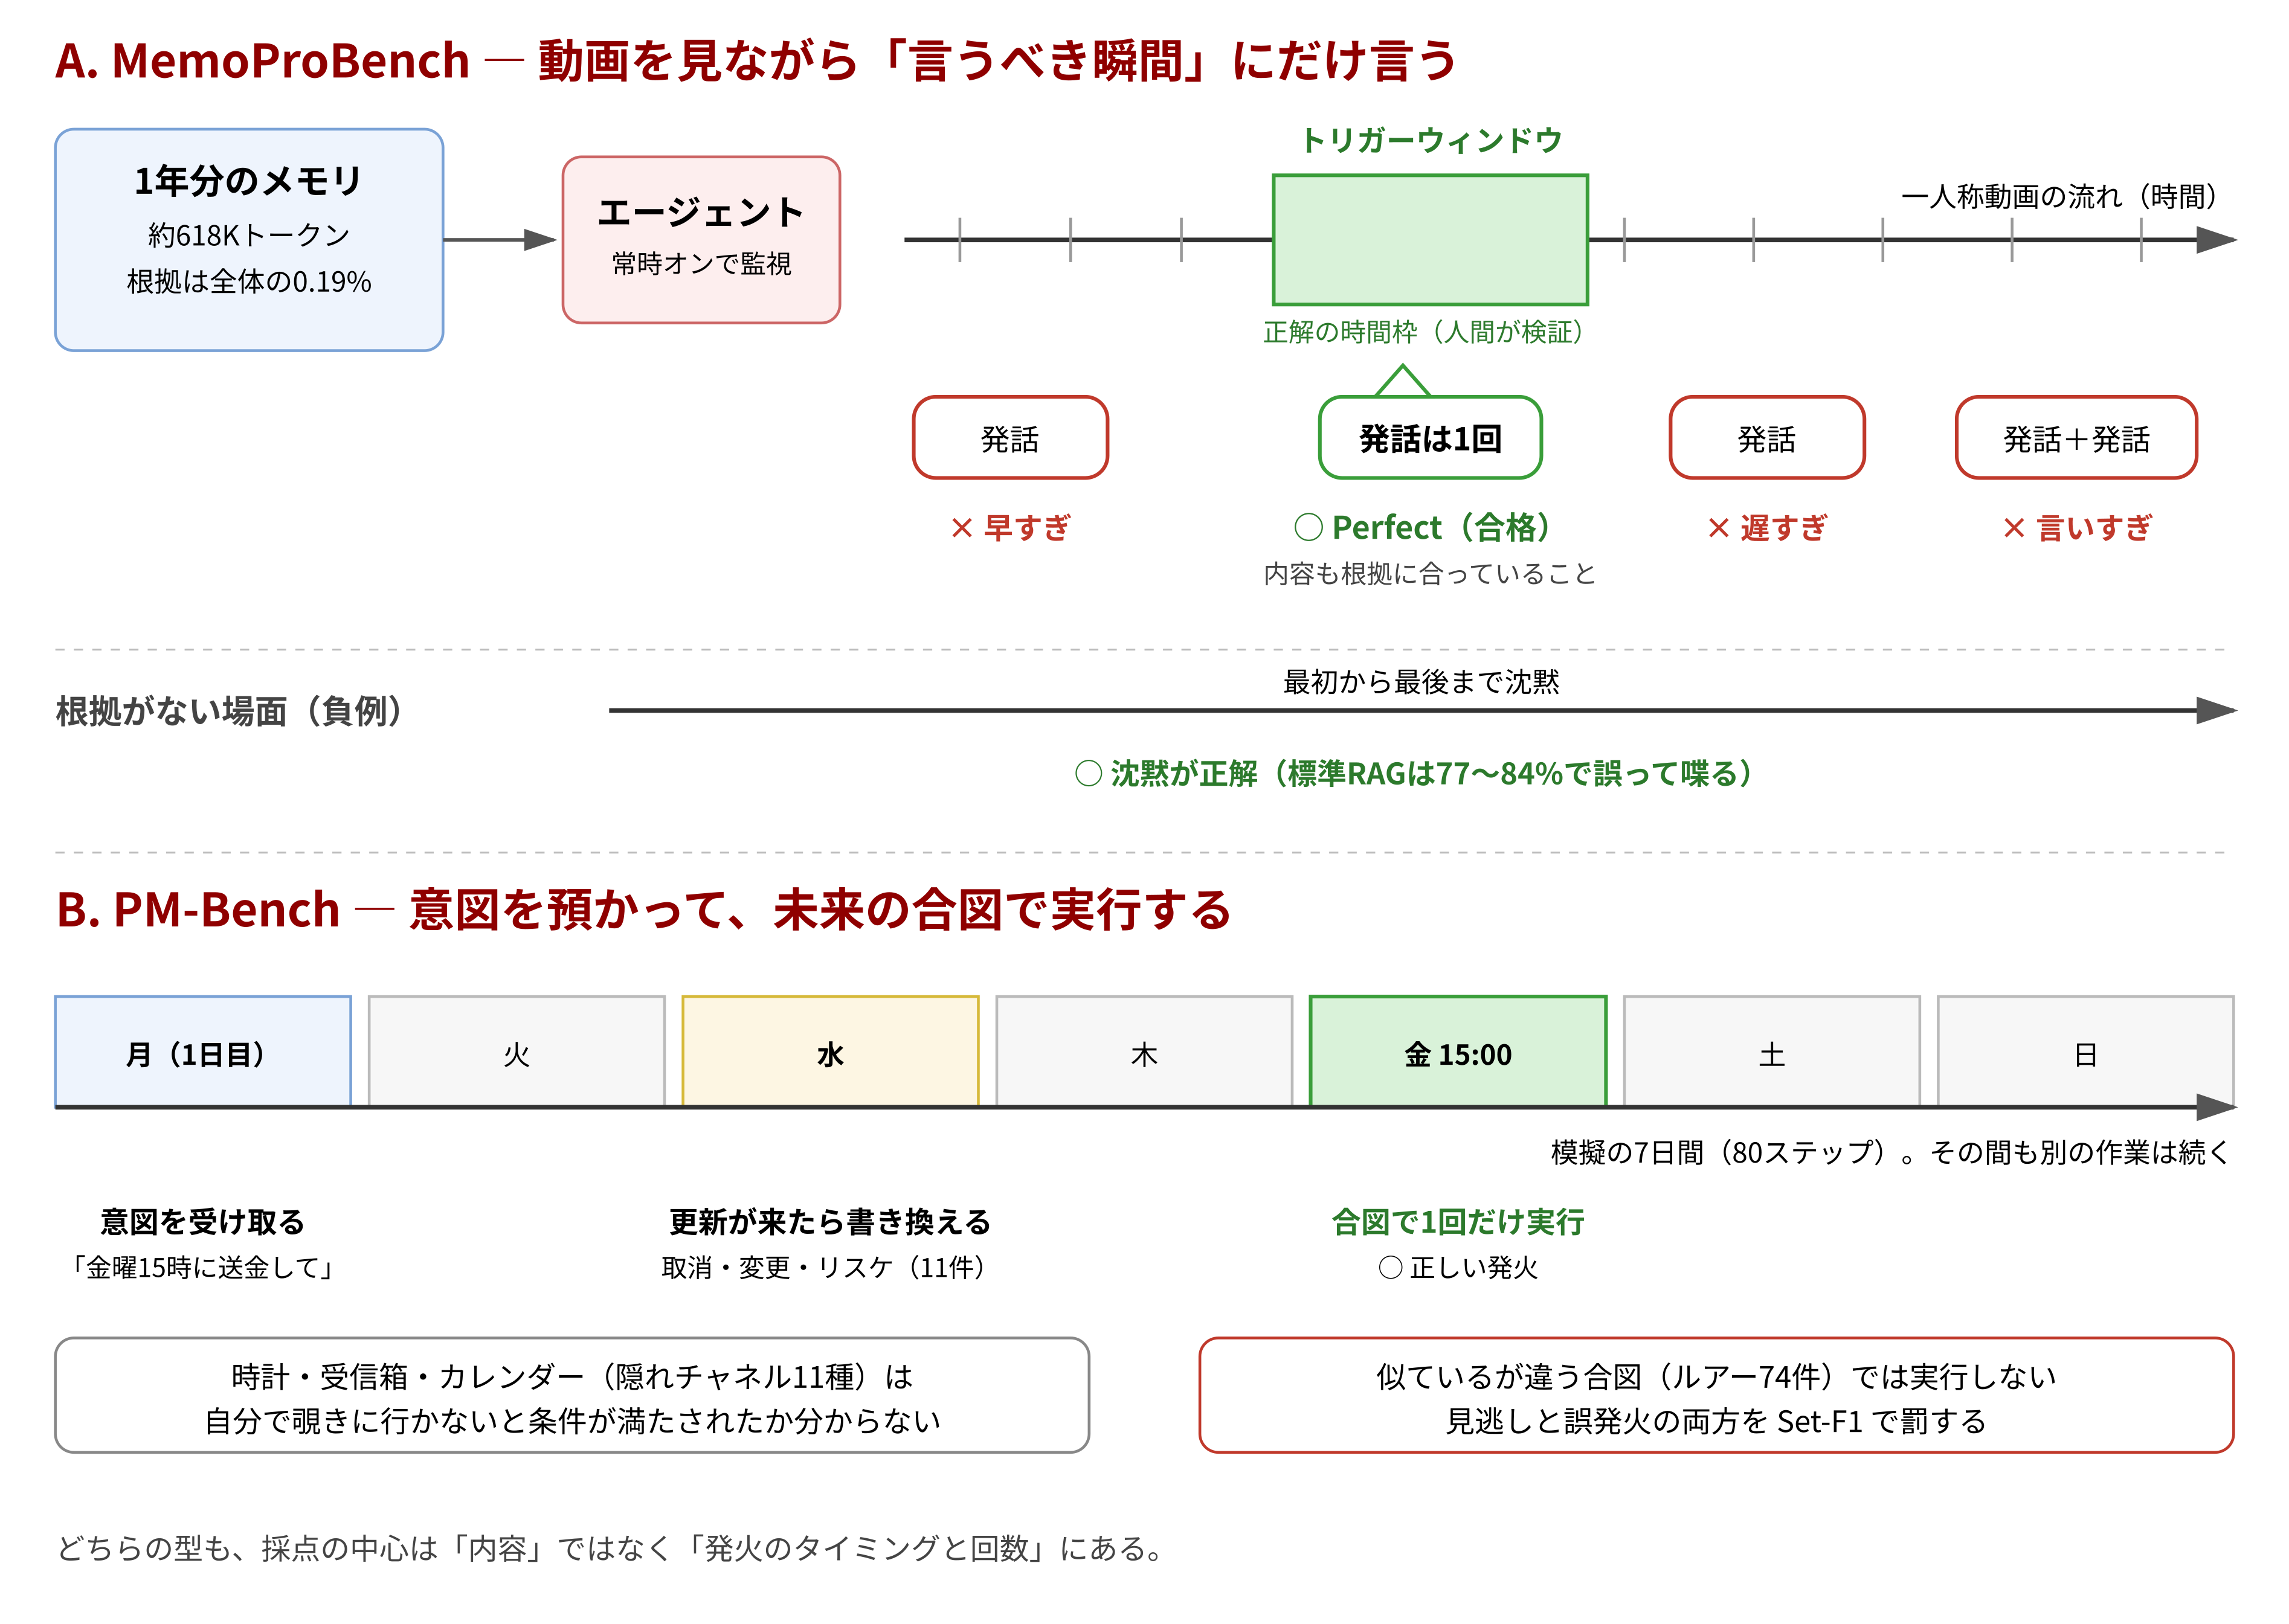 A. MemoProBench — 動画を見ながら「言うべき瞬間」にだけ言う
1年分のメモリ
約618Kトークン
根拠は全体の0.19%
エージェント
常時オンで監視
トリガーウィンドウ
一人称動画の流れ（時間）
正解の時間枠（人間が検証）
発話
発話は1回
発話
発話＋発話
× 早すぎ
○ Perfect（合格）
× 遅すぎ
× 言いすぎ
内容も根拠に合っていること
最初から最後まで沈黙
根拠がない場面（負例）
○ 沈黙が正解（標準RAGは77～84%で誤って喋る）
B. PM-Bench — 意図を預かって、未来の合図で実行する
月（1日目）
火
水
木
金 15:00
土
日
模擬の7日間（80ステップ）。その間も別の作業は続く
意図を受け取る
「金曜15時に送金して」
更新が来たら書き換える
取消・変更・リスケ（11件）
合図で1回だけ実行
○ 正しい発火
時計・受信箱・カレンダー（隠れチャネル11種）は
自分で覗きに行かないと条件が満たされたか分からない
似ているが違う合図（ルアー74件）では実行しない
見逃しと誤発火の両方を Set-F1 で罰する
どちらの型も、採点の中心は「内容」ではなく「発火のタイミングと回数」にある。